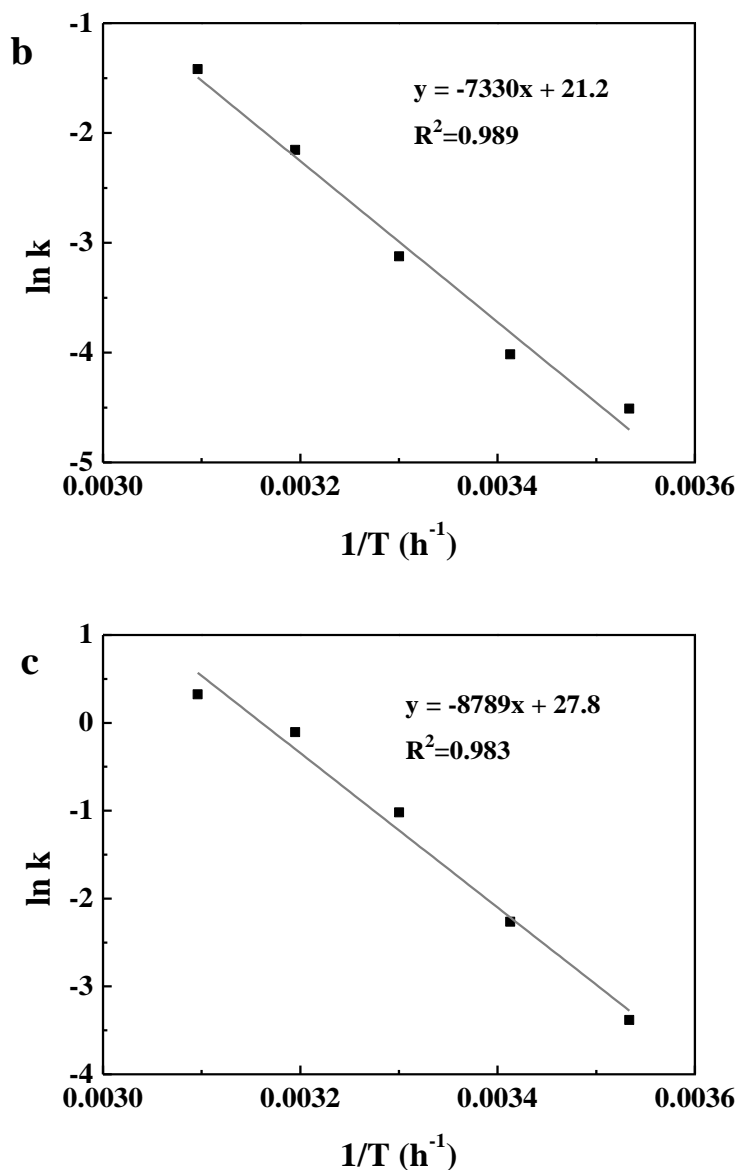 b
-1
-2
-3
-4
-5
ln k
y = -7330x + 21.2
R²=0.989
0.0030 0.0032 0.0034 0.0036
1/T (h⁻¹)
c
1
0
-1
-2
-3
-4
ln k
y = -8789x + 27.8
R²=0.983
0.0030 0.0032 0.0034 0.0036
1/T (h⁻¹)